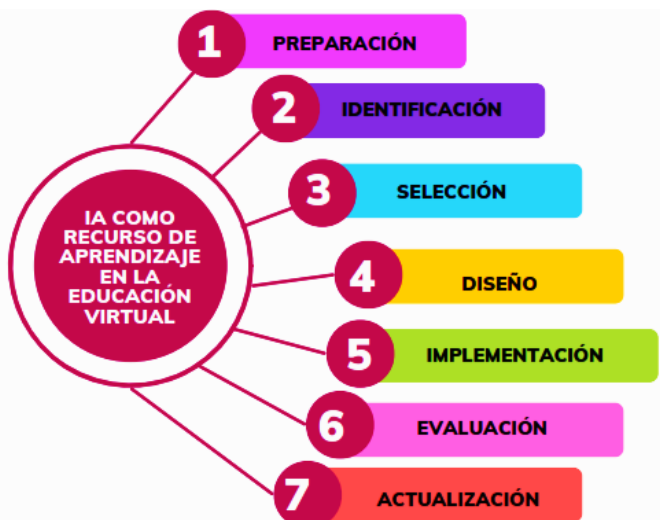 1
PREPARACIÓN
2
IDENTIFICACIÓN
3
SELECCIÓN
IA COMO
RECURSO DE
APRENDIZAJE
EN LA
EDUCACIÓN
VIRTUAL
4
DISEÑO
5
IMPLEMENTACIÓN
6
EVALUACIÓN
7
ACTUALIZACIÓN